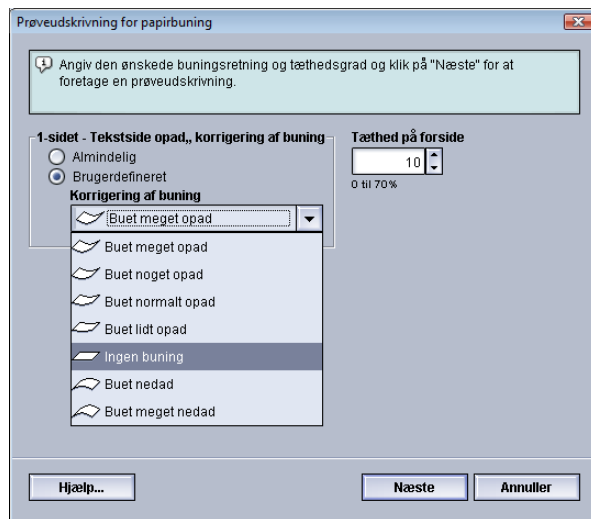 Prøveudskrivning for papirbuning
Angiv den ønskede buningsretning og tæthedsgrad og klik på "Næste" for at
foretage en prøveudskrivning.
1-sidet - Tekstside opad,, korrigering af buning
Almindelig
Brugerdefineret
Korrigering af buning
Buet meget opad
Buet meget opad
Buet noget opad
Buet normalt opad
Buet lidt opad
Ingen buning
Buet nedad
Buet meget nedad
Tæthed på forside
10
0 til 70%
Hjælp...
Næste
Annuller